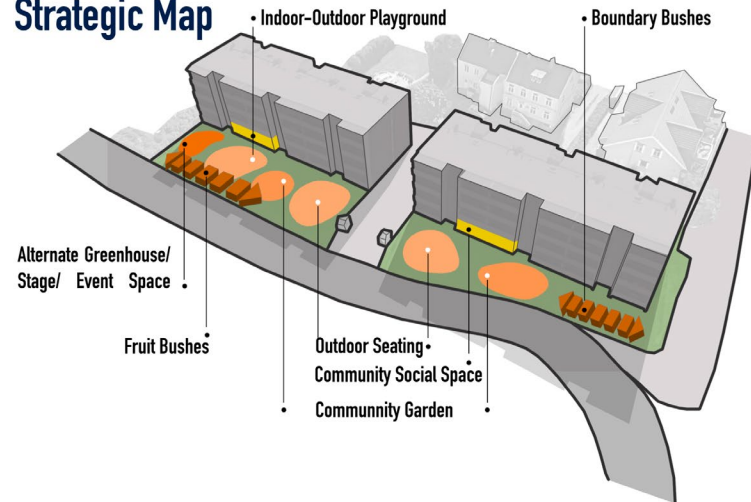 Strategic Map
Indoor-Outdoor Playground
Boundary Bushes
Alternate Greenhouse/
Stage/ Event Space
Fruit Bushes
Outdoor Seating
Community Social Space
Communnity Garden